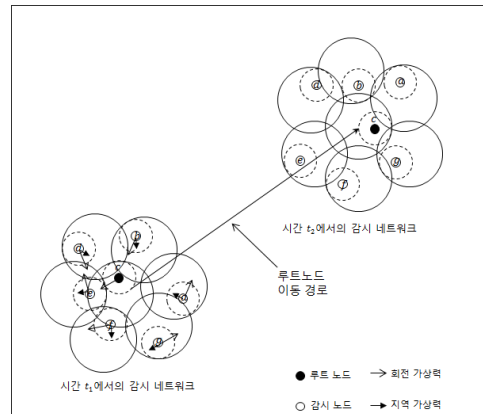 ⓓ ⓑ ⓐ
c
ⓔ ⓕ ⓖ
시간 t₂에서의 감시 네트워크
루트노드
이동 경로
ⓓ ⓑ
c
ⓔ ⓐ
ⓕ ⓖ
시간 t₁에서의 감시 네트워크
루트 노드 회전 가상력
감시 노드 지역 가상력